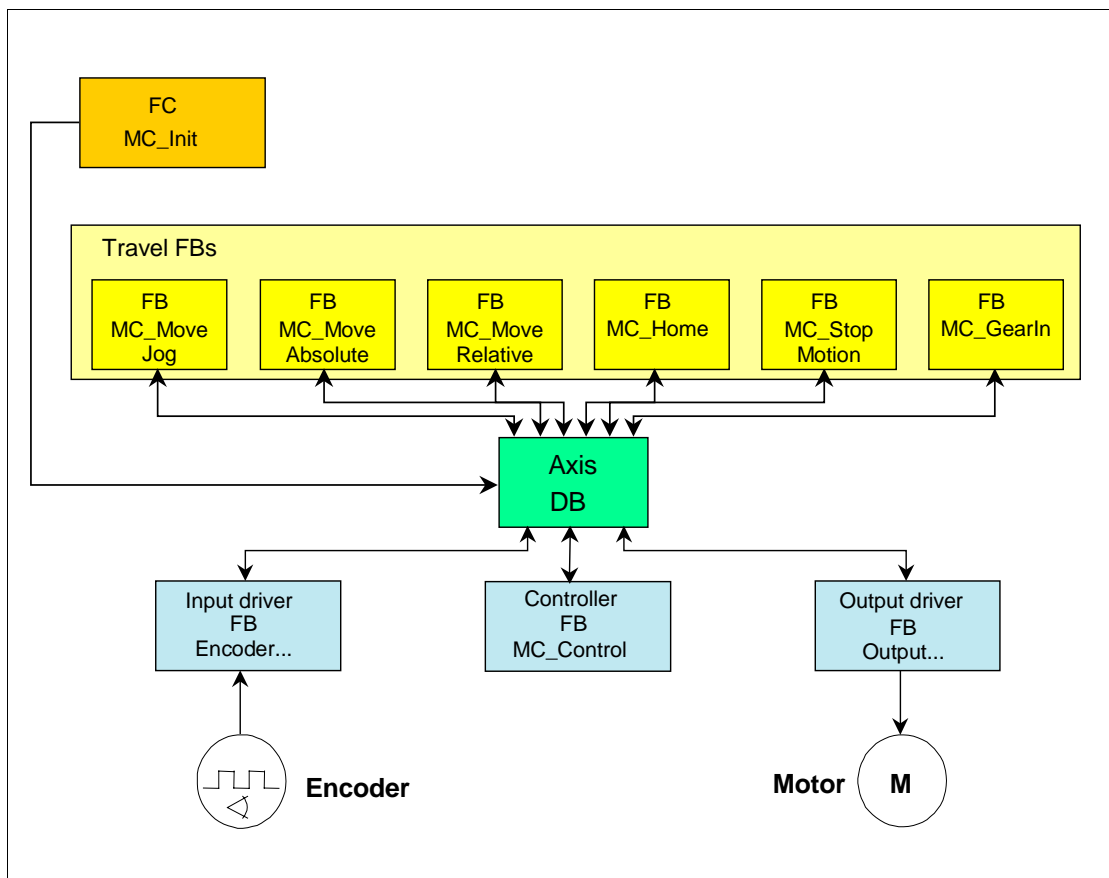 FC
MC_Init
Travel FBs
FB
MC_Move
Jog
FB
MC_Move
Absolute
FB
MC_Move
Relative
FB
MC_Home
FB
MC_Stop
Motion
FB
MC_GearIn
Axis
DB
Input driver
FB
Encoder...
Controller
FB
MC_Control
Output driver
FB
Output...
Encoder
Motor
M